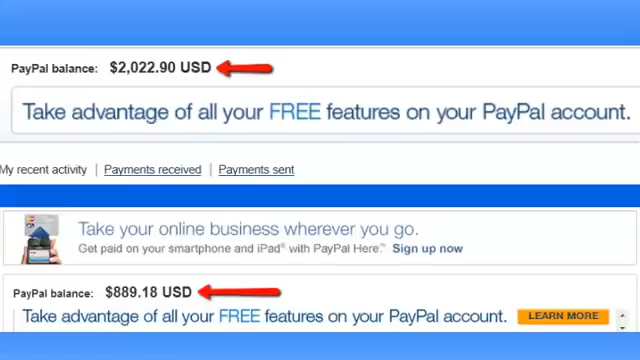 PayPal balance: $2,022.90 USD
Take advantage of all your FREE features on your PayPal account.
My recent activity | Payments received | Payments sent
Take your online business wherever you go.
Get paid on your smartphone and iPad® with PayPal Here.™ Sign up now
PayPal balance: $889.18 USD
Take advantage of all your FREE features on your PayPal account. LEARN MORE